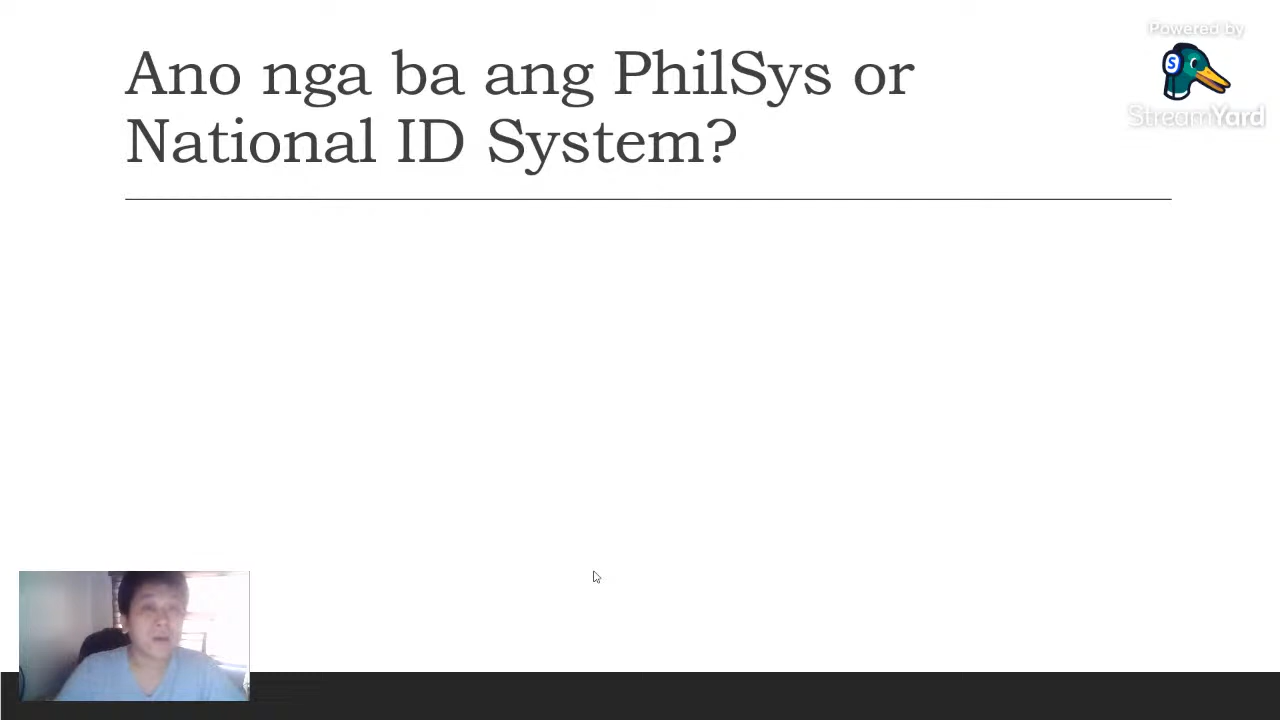 Ano nga ba ang PhilSys or
National ID System?
Powered by
S
StreamYard